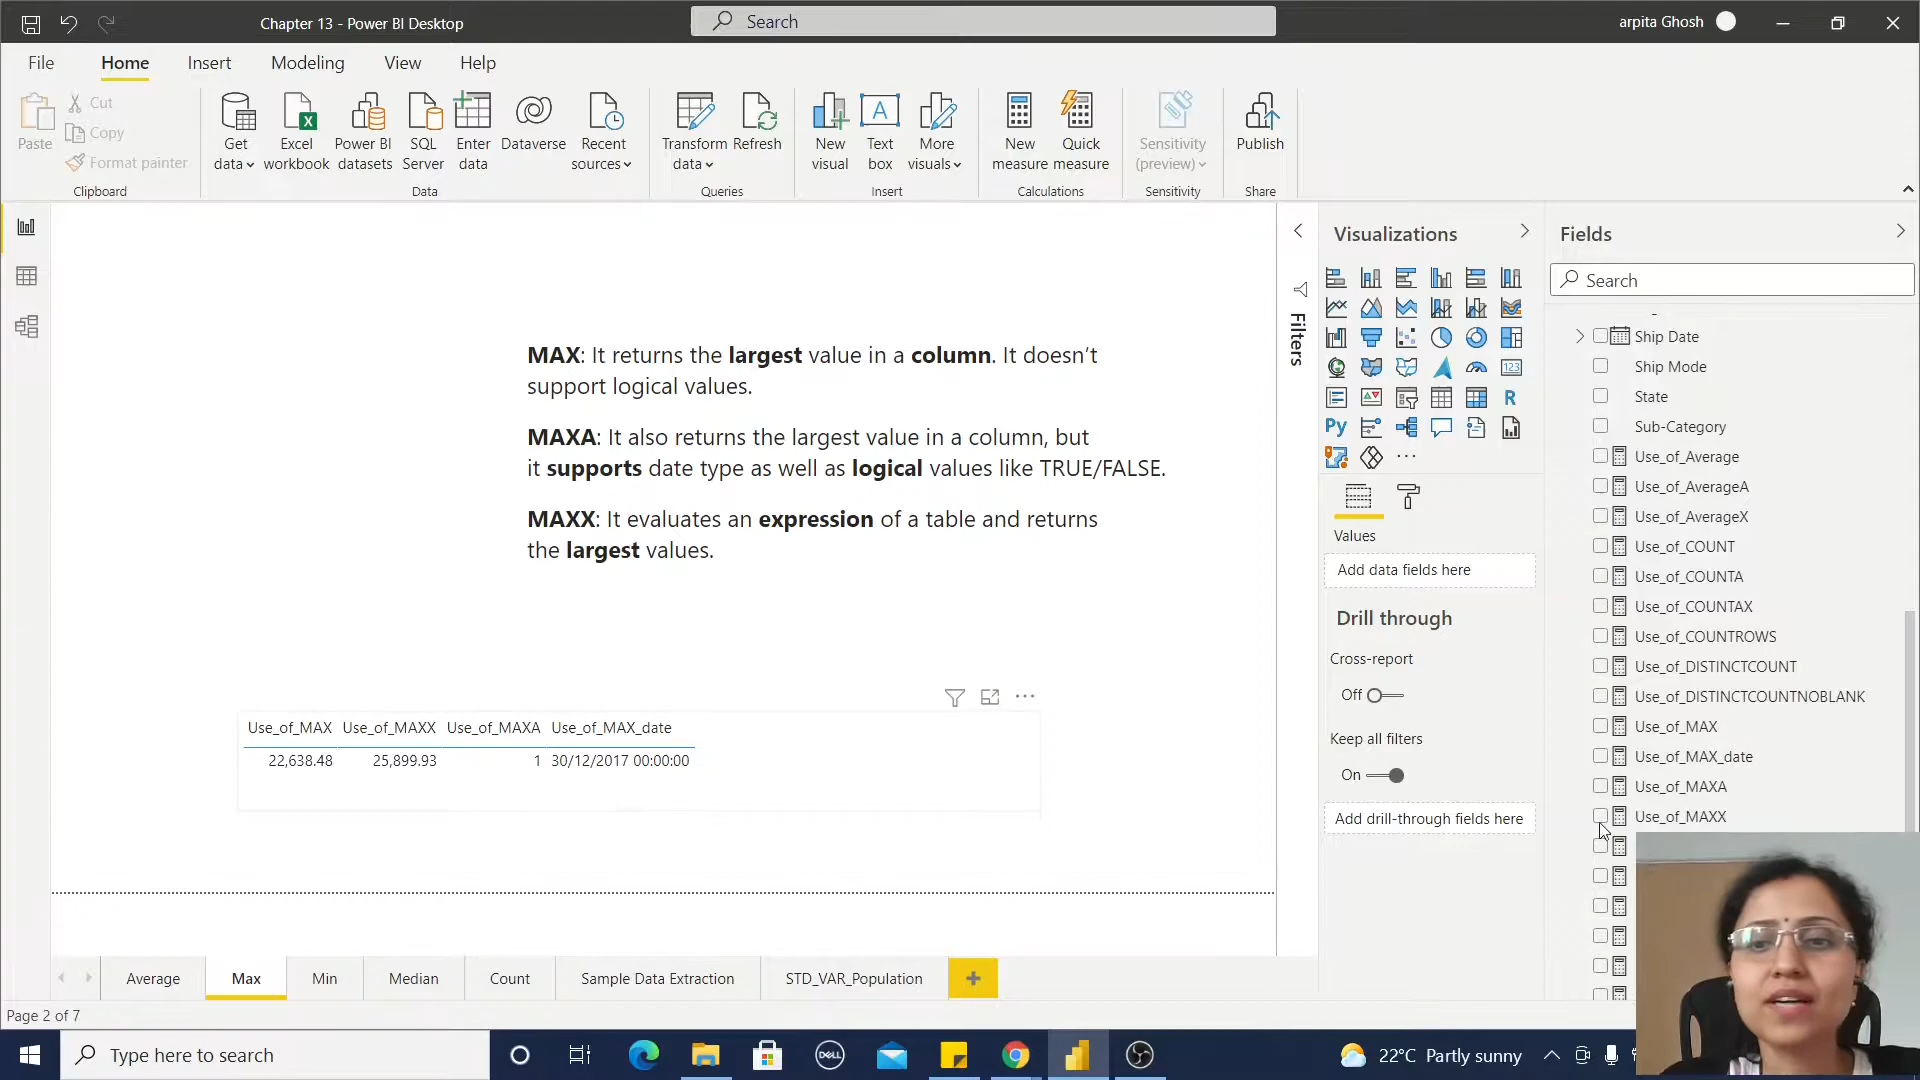 Chapter 13 - Power BI Desktop
Search
arpita Ghosh
File
Home
Insert
Modeling
View
Help
Paste
Cut
Copy
Format painter
Clipboard
Get
data
Excel
workbook
Power BI
datasets
SQL
Server
Enter
data
Dataverse
Recent
sources
Data
Transform
data
Refresh
Queries
New
visual
Text
box
More
visuals
Insert
New
measure
Quick
measure
Calculations
Sensitivity
(preview)
Sensitivity
Publish
Share
MAX: It returns the largest value in a column. It doesn't
support logical values.
MAXA: It also returns the largest value in a column, but
it supports date type as well as logical values like TRUE/FALSE.
MAXX: It evaluates an expression of a table and returns
the largest values.
Use_of_MAX Use_of_MAXX Use_of_MAXA Use_of_MAX_date
22,638.48 25,899.93 1 30/12/2017 00:00:00
Filters
Visualizations
R
Py
123
A
Values
Add data fields here
Drill through
Cross-report
Off
Keep all filters
On
Add drill-through fields here
Fields
Search
Ship Date
Ship Mode
State
Sub-Category
Use_of_Average
Use_of_AverageA
Use_of_AverageX
Use_of_COUNT
Use_of_COUNTA
Use_of_COUNTAX
Use_of_COUNTROWS
Use_of_DISTINCTCOUNT
Use_of_DISTINCTCOUNTNOBLANK
Use_of_MAX
Use_of_MAX_date
Use_of_MAXA
Use_of_MAXX
Average
Max
Min
Median
Count
Sample Data Extraction
STD_VAR_Population
Page 2 of 7
Type here to search
DELL
22°C Partly sunny